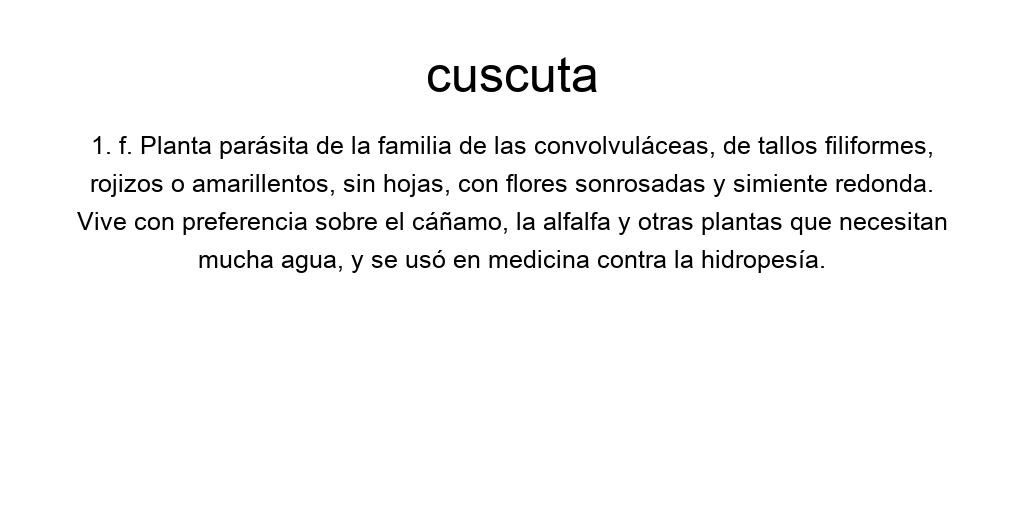 cuscuta
1. f. Planta parásita de la familia de las convolvuláceas, de tallos filiformes,
rojizos o amarillentos, sin hojas, con flores sonrosadas y simiente redonda.
Vive con preferencia sobre el cáñamo, la alfalfa y otras plantas que necesitan
mucha agua, y se usó en medicina contra la hidropesía.